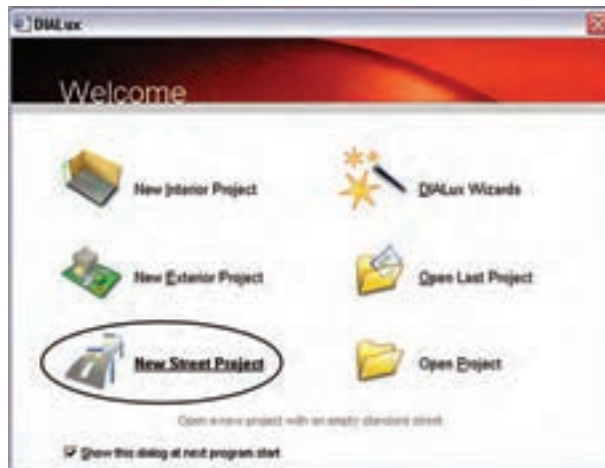 DIALux
Welcome
New Interior Project
DIALux Wizards
New Exterior Project
Open Last Project
New Street Project
Open Project
Open a new project with an empty standard street
Show this dialog at next program start